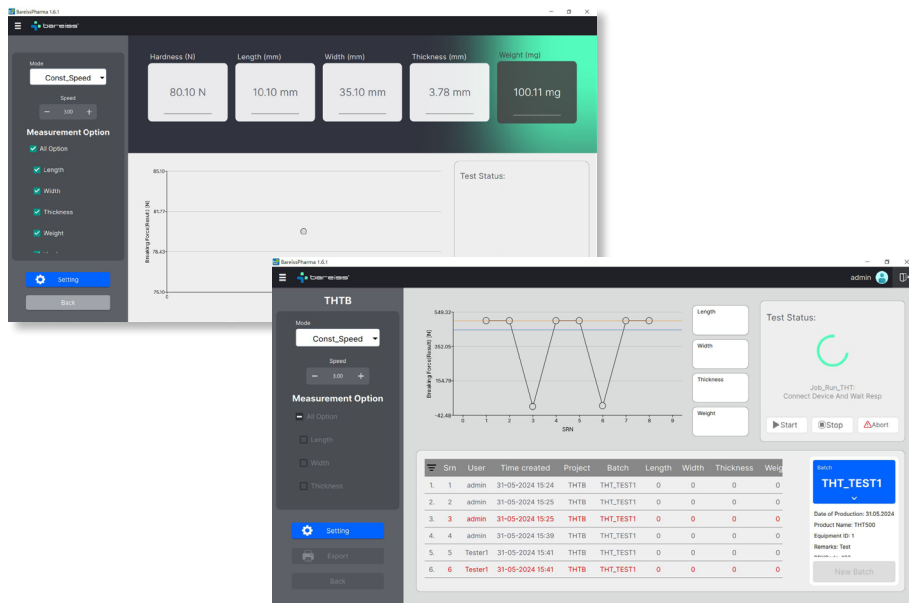 BareissPharma 1.6.1
bareiss
Mode
Const_Speed
Speed
− 3.00 +
Measurement Option
All Option
Length
Width
Thickness
Weight
Setting
Back
Hardness (N) Length (mm) Width (mm) Thickness (mm) Weight (mg)
80.10 N 10.10 mm 35.10 mm 3.78 mm 100.11 mg
Breaking Force(Result) [N]
85.10
81.77
78.43
75.10
0
Test Status:
BareissPharma 1.6.1
bareiss
admin
THTB
Mode
Const_Speed
Speed
− 3.00 +
Measurement Option
All Option
Length
Width
Thickness
Setting
Export
Back
Breaking Force(Result) [N]
549.32
352.05
154.79
-42.48
0 1 2 3 4 5 6 7 8 9
SRN
Length
Width
Thickness
Weight
Test Status:
Job_Run_THT:
Connect Device And Wait Resp
Start Stop Abort
Srn User Time created Project Batch Length Width Thickness Weig
1. 1 admin 31-05-2024 15:24 THTB THT_TEST1 0 0 0 0
2. 2 admin 31-05-2024 15:25 THTB THT_TEST1 0 0 0 0
3. 3 admin 31-05-2024 15:25 THTB THT_TEST1 0 0 0 0
4. 4 admin 31-05-2024 15:39 THTB THT_TEST1 0 0 0 0
5. 5 Tester1 31-05-2024 15:41 THTB THT_TEST1 0 0 0 0
6. 6 Tester1 31-05-2024 15:41 THTB THT_TEST1 0 0 0 0
Batch
THT_TEST1
Date of Production: 31.05.2024
Product Name: THT500
Equipment ID: 1
Remarks: Test
New Batch